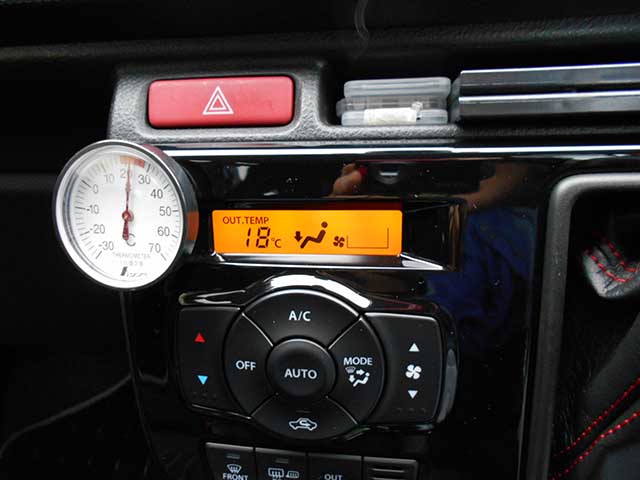 10 20 30
0 40
-10 50
-20 60
-30 °C 70
THERMOMETER
OUT.TEMP
18°C
A/C
OFF AUTO MODE
FRONT OUT